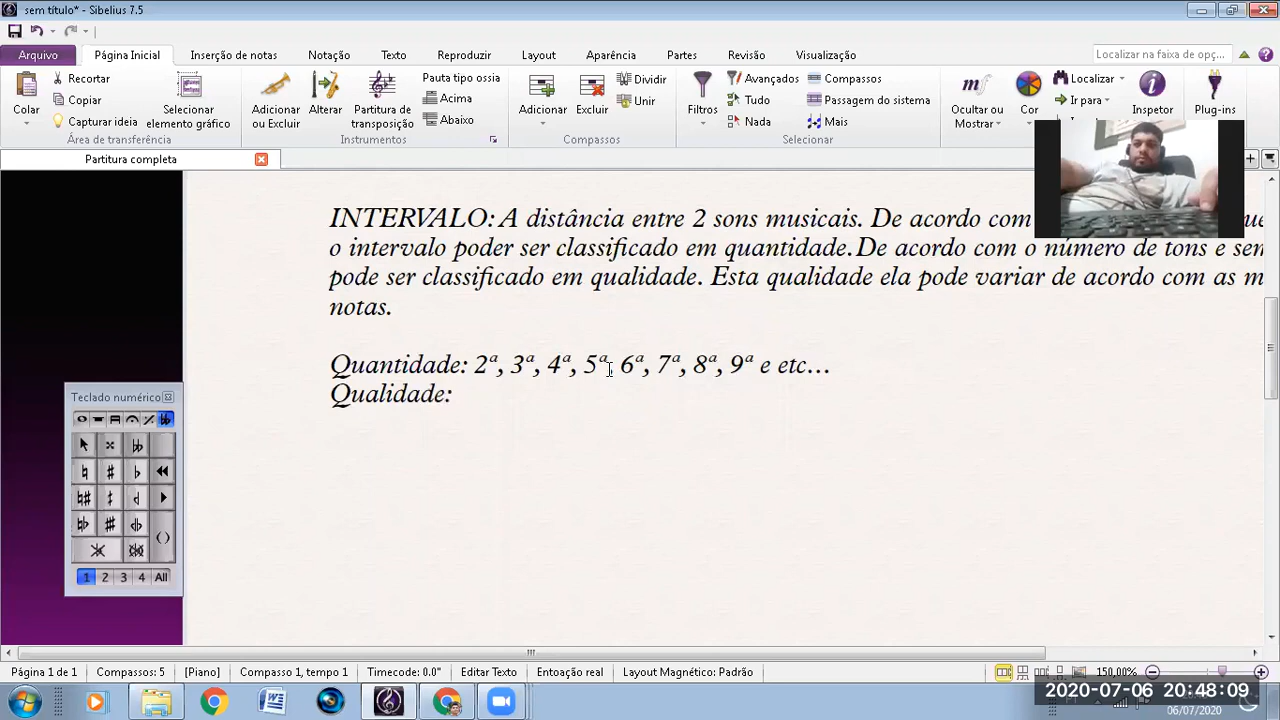 sem título* - Sibelius 7.5
Arquivo Página Inicial Inserção de notas Notação Texto Reproduzir Layout Aparência Partes Revisão Visualização Localizar na faixa de opç...
Colar
Recortar
Copiar
Capturar ideia
Área de transferência
Selecionar elemento gráfico
Adicionar ou Excluir
Alterar
Partitura de transposição
Pauta tipo ossia
Acima
Abaixo
Instrumentos
Adicionar
Excluir
Dividir
Unir
Compassos
Filtros
Avançados
Tudo
Nada
Compassos
Passagem do sistema
Mais
Selecionar
Ocultar ou Mostrar
Cor
Localizar
Ir para
Inspetor
Plug-ins
Partitura completa
INTERVALO: A distância entre 2 sons musicais. De acordo com
o intervalo poder ser classificado em quantidade. De acordo com o número de tons e sem
pode ser classificado em qualidade. Esta qualidade ela pode variar de acordo com as m
notas.
Quantidade: 2ª, 3ª, 4ª, 5ª, 6ª, 7ª, 8ª, 9ª e etc...
Qualidade:
Teclado numérico
1 2 3 4 All
Página 1 de 1 Compassos: 5 [Piano] Compasso 1, tempo 1 Timecode: 0.0" Editar Texto Entoação real Layout Magnético: Padrão 150,00%
2020-07-06 20:48:09
06/07/2020